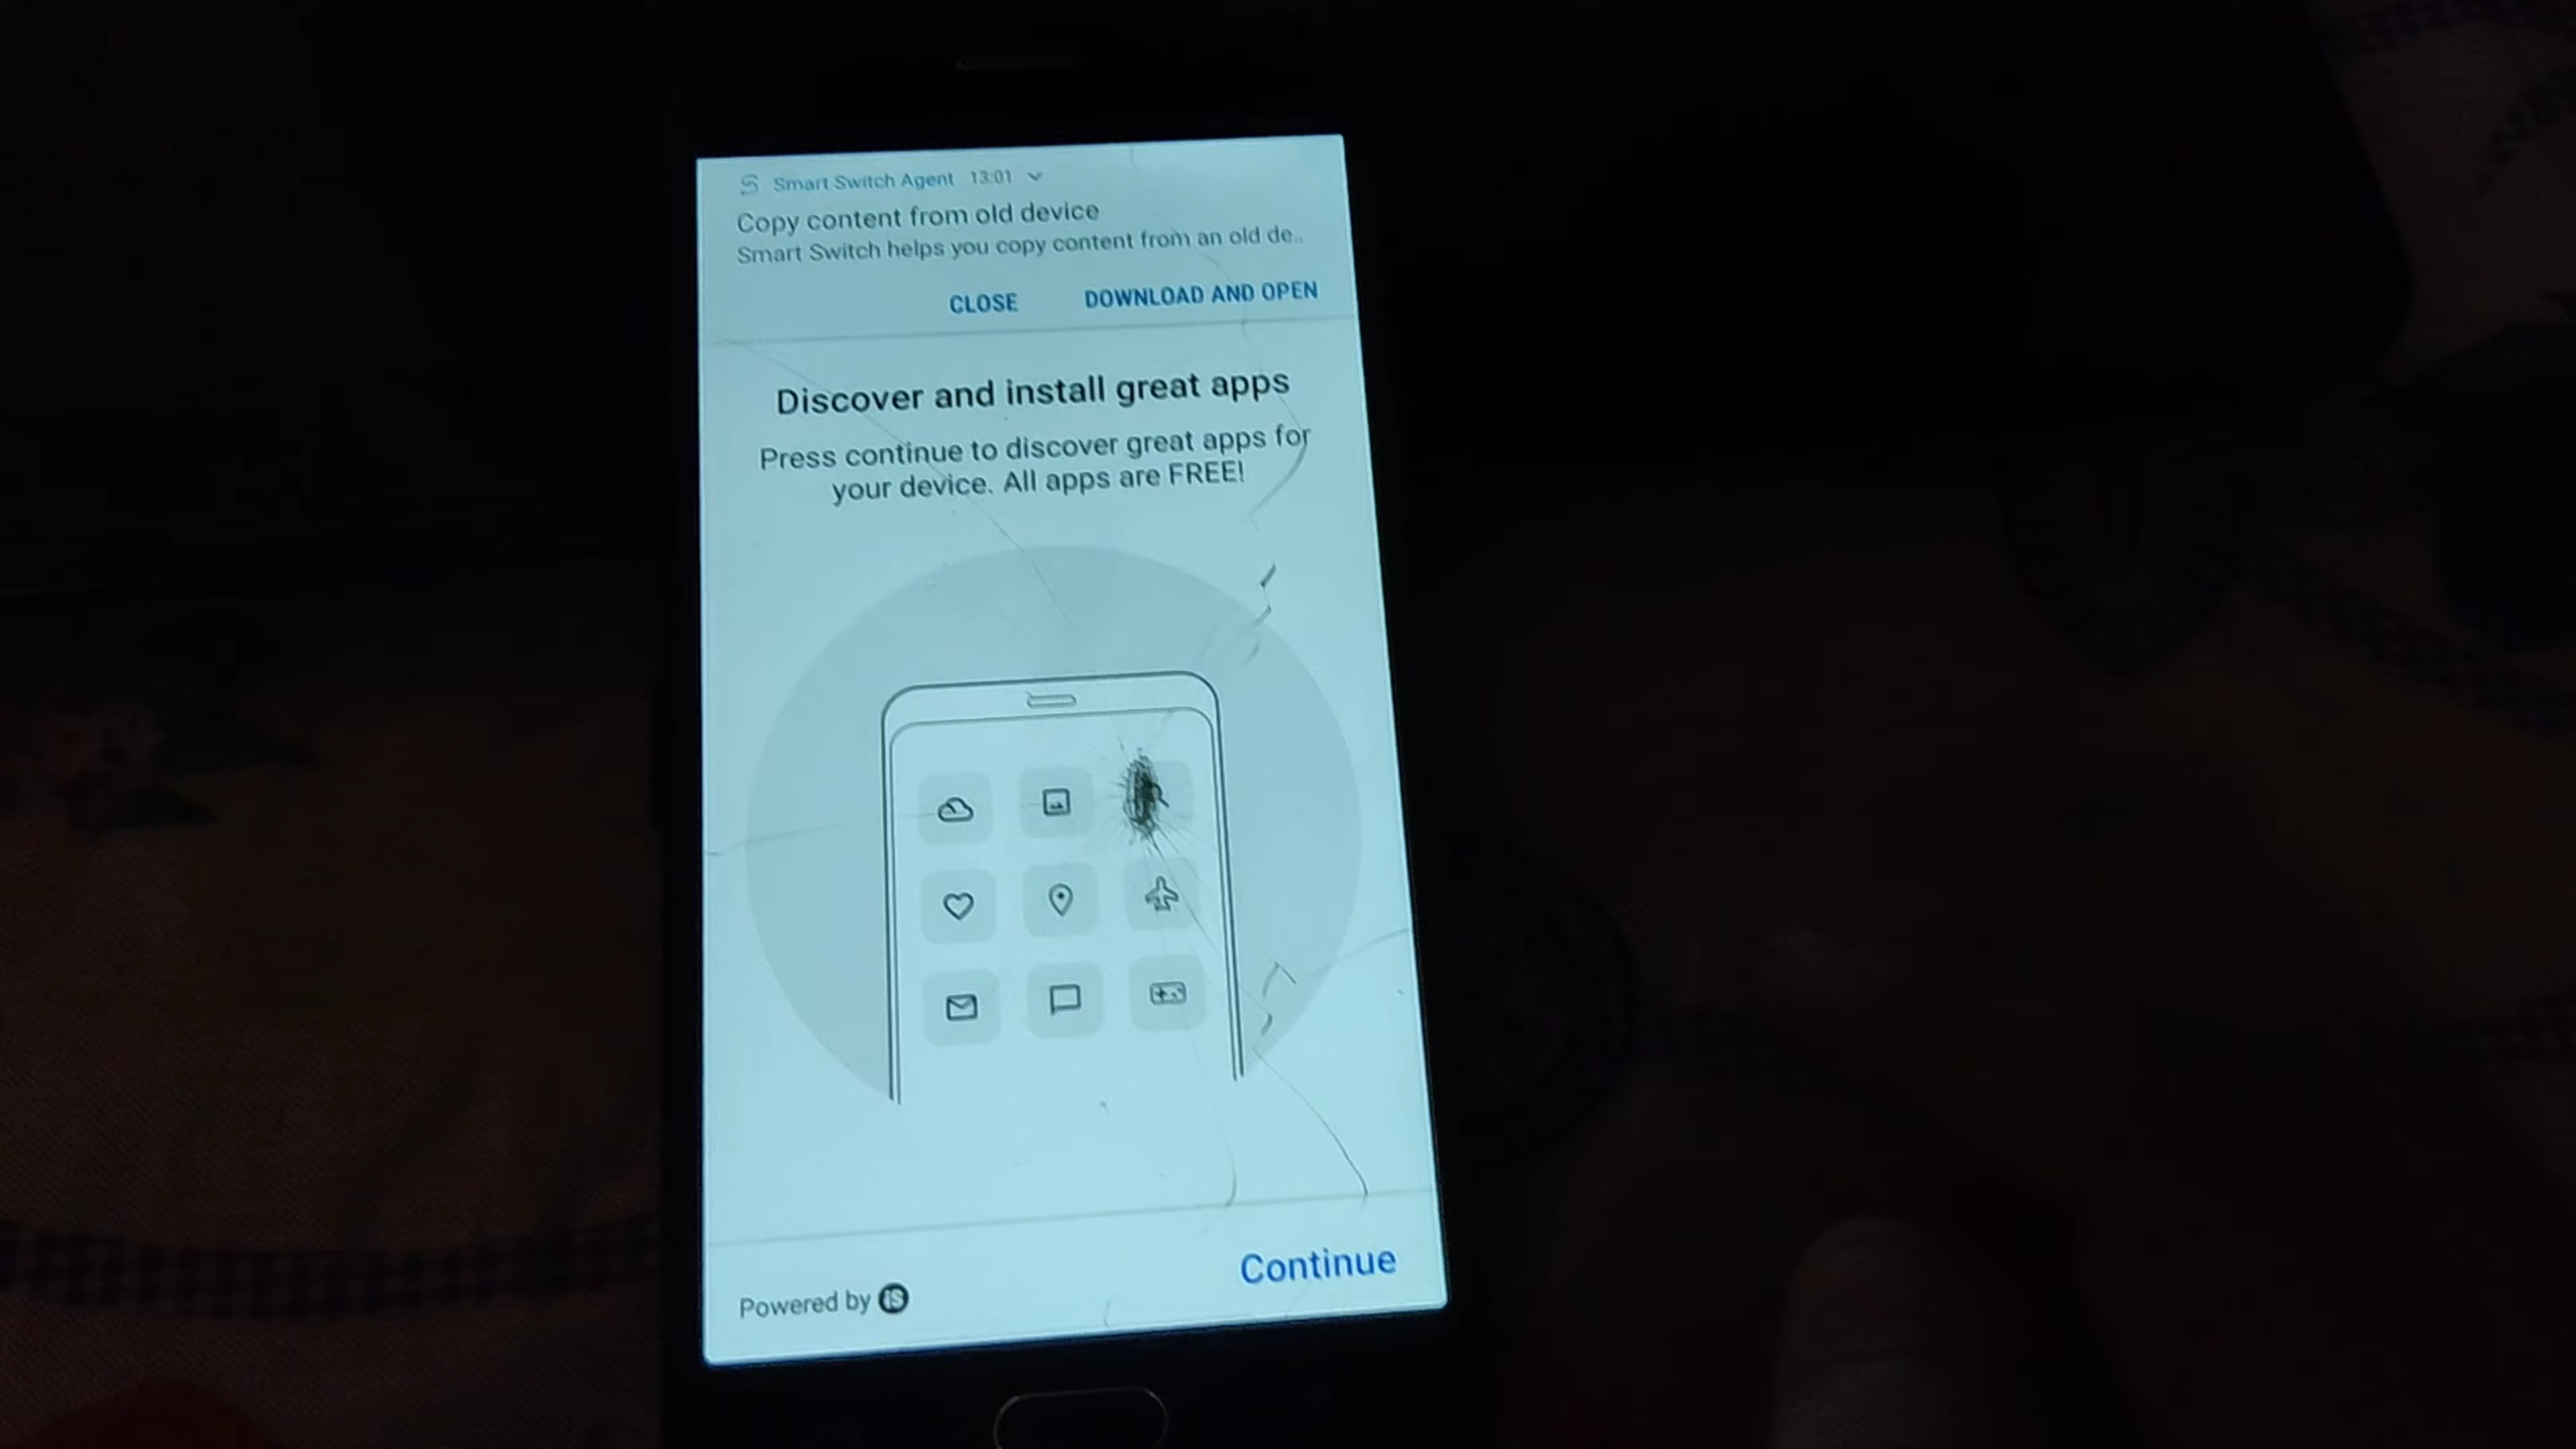 Smart Switch Agent 13:01
Copy content from old device
Smart Switch helps you copy content from an old de..
CLOSE DOWNLOAD AND OPEN
Discover and install great apps
Press continue to discover great apps for
your device. All apps are FREE!
Continue
Powered by iS